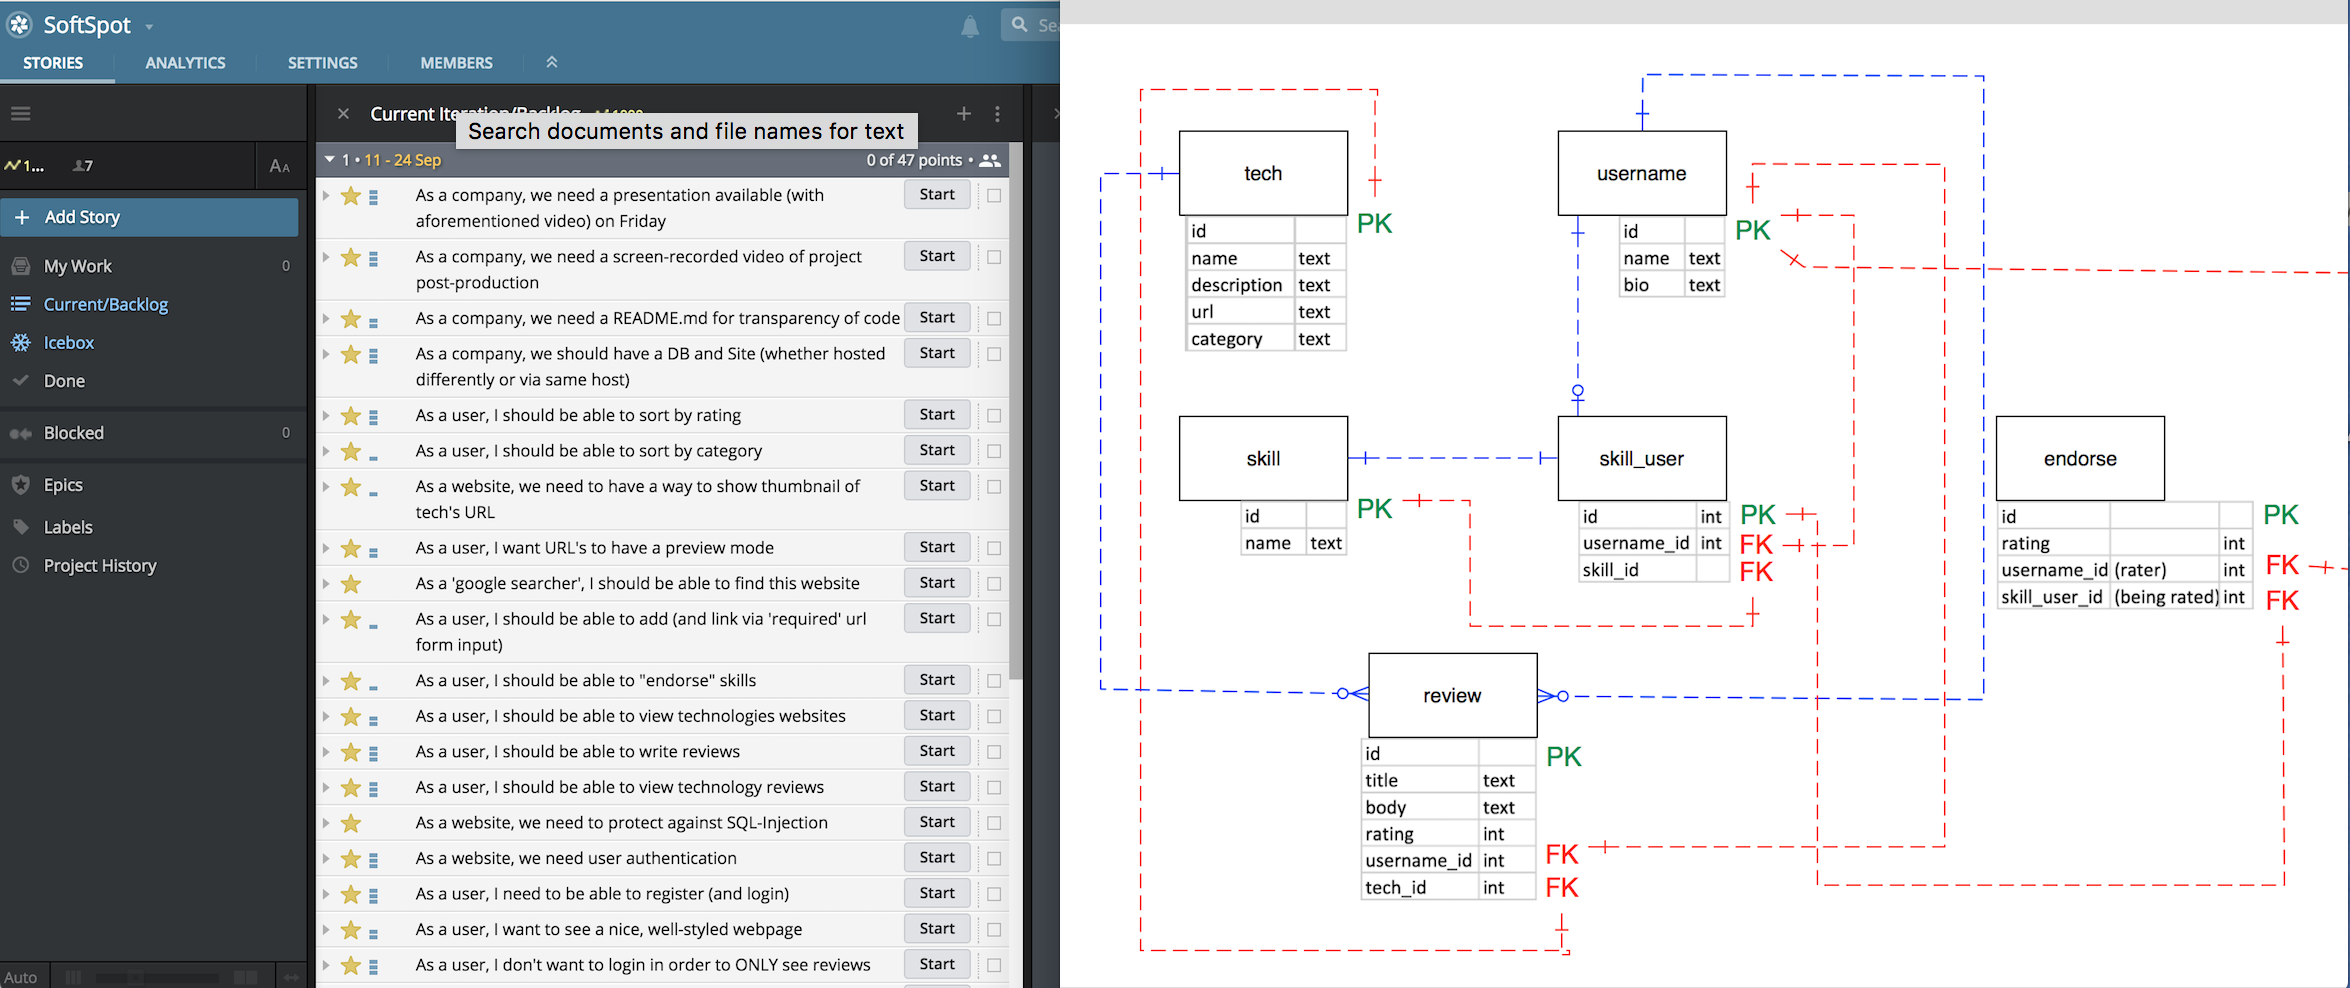 SoftSpot
STORIES ANALYTICS SETTINGS MEMBERS
Current
Search documents and file names for text
1...
7
AA
Add Story
My Work 0
Current/Backlog
Icebox
Done
Blocked 0
Epics
Labels
Project History
Auto
1 • 11 - 24 Sep 0 of 47 points •
As a company, we need a presentation available (with Start
aforementioned video) on Friday
As a company, we need a screen-recorded video of project Start
post-production
As a company, we need a README.md for transparency of code Start
As a company, we should have a DB and Site (whether hosted Start
differently or via same host)
As a user, I should be able to sort by rating Start
As a user, I should be able to sort by category Start
As a website, we need to have a way to show thumbnail of Start
tech's URL
As a user, I want URL's to have a preview mode Start
As a 'google searcher', I should be able to find this website Start
As a user, I should be able to add (and link via 'required' url Start
form input)
As a user, I should be able to "endorse" skills Start
As a user, I should be able to view technologies websites Start
As a user, I should be able to write reviews Start
As a user, I should be able to view technology reviews Start
As a website, we need to protect against SQL-Injection Start
As a website, we need user authentication Start
As a user, I need to be able to register (and login) Start
As a user, I want to see a nice, well-styled webpage Start
As a user, I don't want to login in order to ONLY see reviews Start
tech
id PK
name text
description text
url text
category text
username
id PK
name text
bio text
skill
id PK
name text
skill_user
id int PK
username_id int FK
skill_id FK
endorse
id PK
rating int
username_id (rater) int FK
skill_user_id (being rated) int FK
review
id PK
title text
body text
rating int
username_id int FK
tech_id int FK